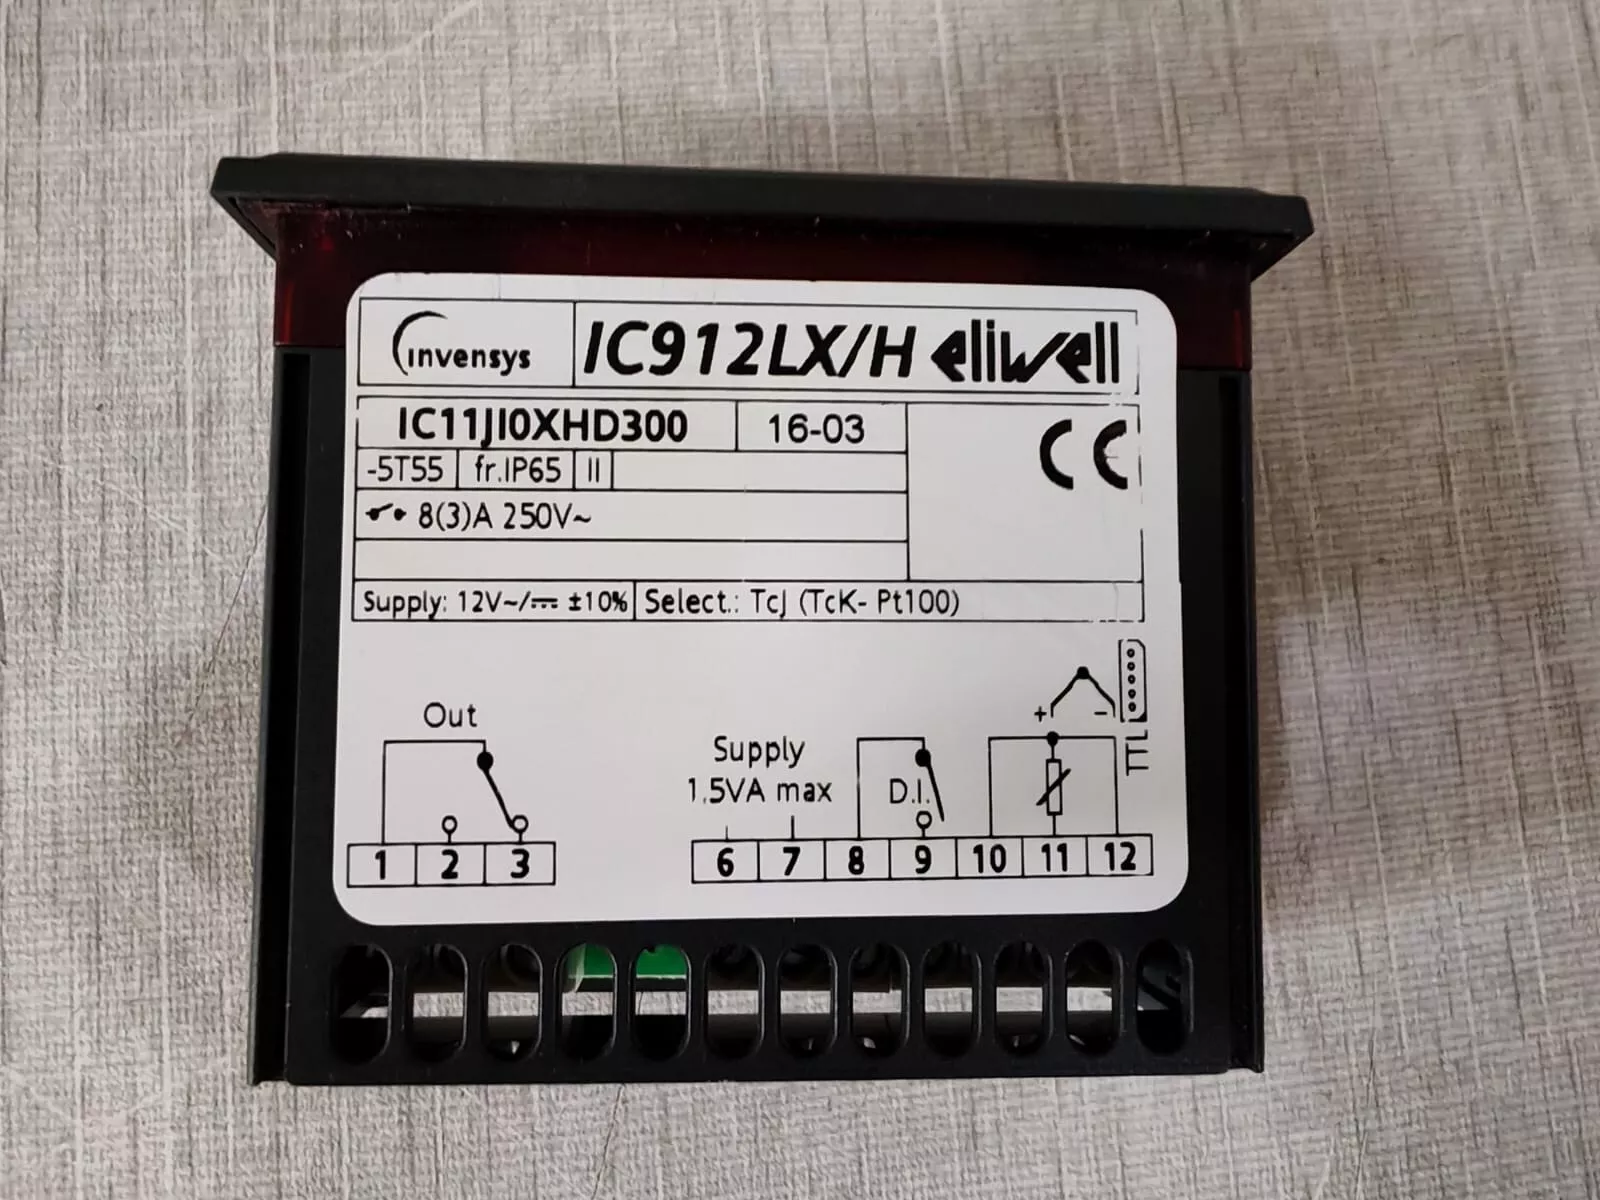 invensys IC912LX/H eliwell
IC11JI0XHD300 16-03
CE
-5T55 fr.IP65 II
8(3)A 250V~
Supply: 12V~/⎓ ±10% Select.: TcJ (TcK- Pt100)
+ -
TTL
Out
Supply
1.5VA max
D.I.
1 2 3 6 7 8 9 10 11 12